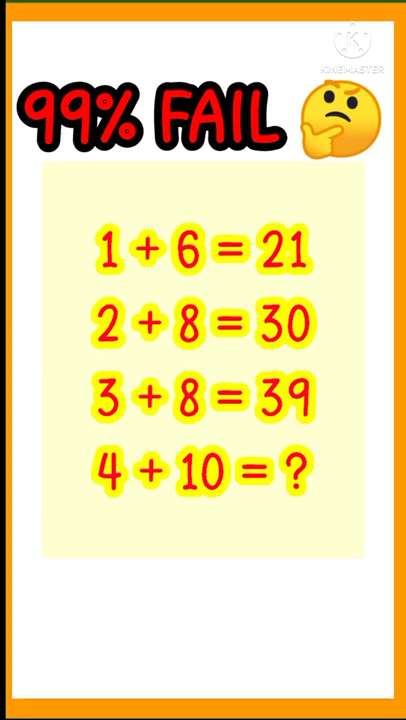 KINEMASTER
99% FAIL
1 + 6 = 21
2 + 8 = 30
3 + 8 = 39
4 + 10 = ?